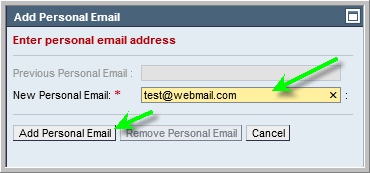 Add Personal Email
Enter personal email address
Previous Personal Email :
New Personal Email: * test@webmail.com ✕ :
Add Personal Email Remove Personal Email Cancel